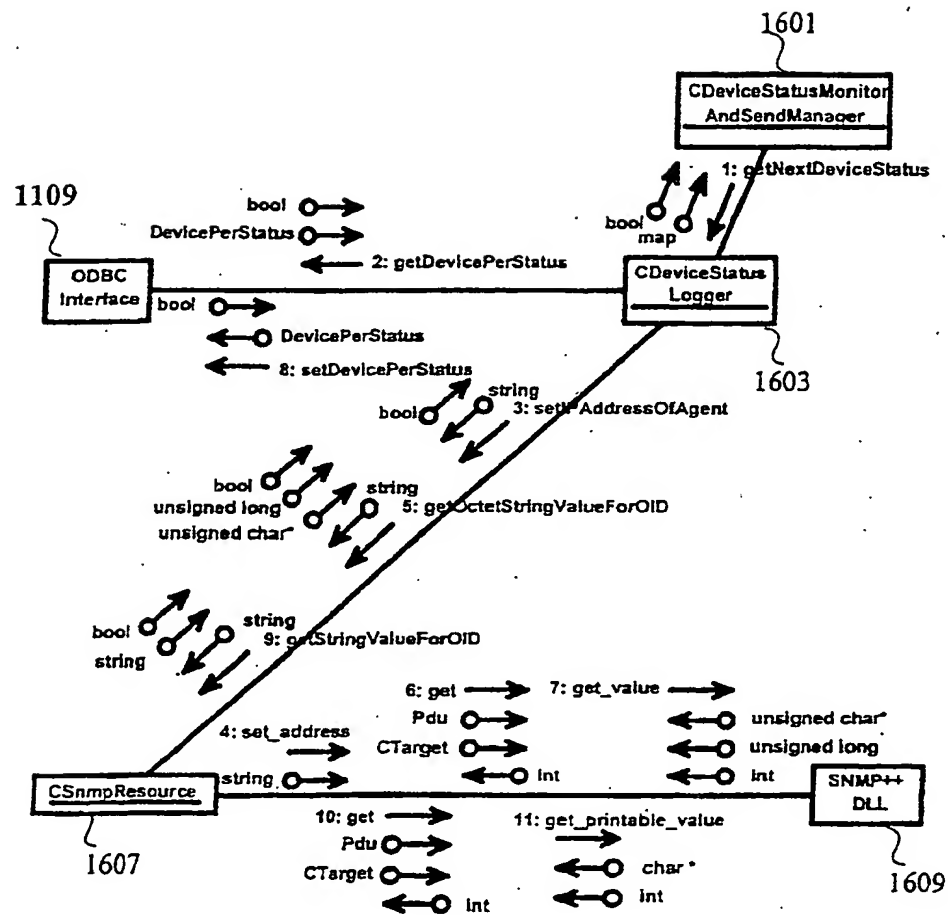 1601
CDeviceStatusMonitor
AndSendManager
1: getNextDeviceStatus
bool
map
1109
bool
DevicePerStatus
2: getDevicePerStatus
ODBC
Interface
CDeviceStatus
Logger
bool
DevicePerStatus
8: setDevicePerStatus
1603
string
bool
3: setIPAddressOfAgent
bool
unsigned long
unsigned char*
string
5: getOctetStringValueForOID
bool
string
string
9: getStringValueForOID
6: get
7: get_value
Pdu
unsigned char*
4: set_address
CTarget
unsigned long
string
int
int
CSnmpResource
SNMP++
DLL
10: get
11: get_printable_value
Pdu
char *
CTarget
int
int
1607
1609